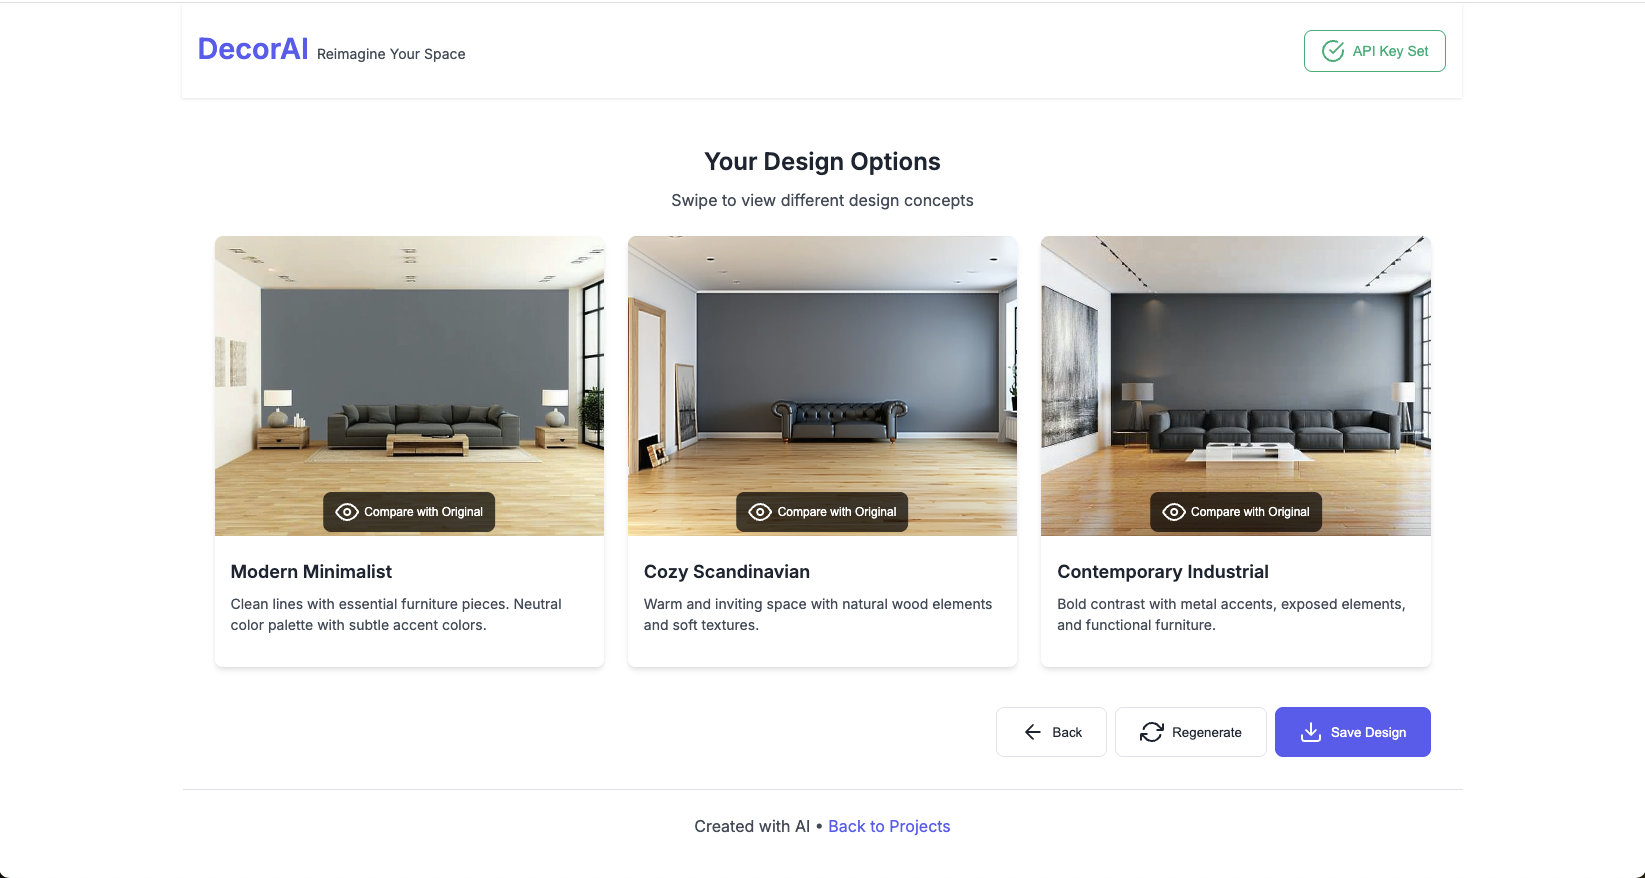 DecorAI Reimagine Your Space
API Key Set
Your Design Options
Swipe to view different design concepts
Compare with Original
Compare with Original
Compare with Original
Modern Minimalist
Clean lines with essential furniture pieces. Neutral
color palette with subtle accent colors.
Cozy Scandinavian
Warm and inviting space with natural wood elements
and soft textures.
Contemporary Industrial
Bold contrast with metal accents, exposed elements,
and functional furniture.
Back
Regenerate
Save Design
Created with AI • Back to Projects